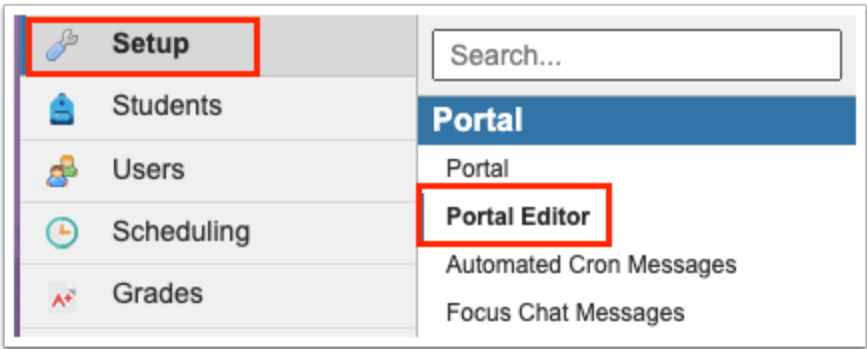 Setup
Students
Users
Scheduling
A+ Grades
Search...
Portal
Portal
Portal Editor
Automated Cron Messages
Focus Chat Messages